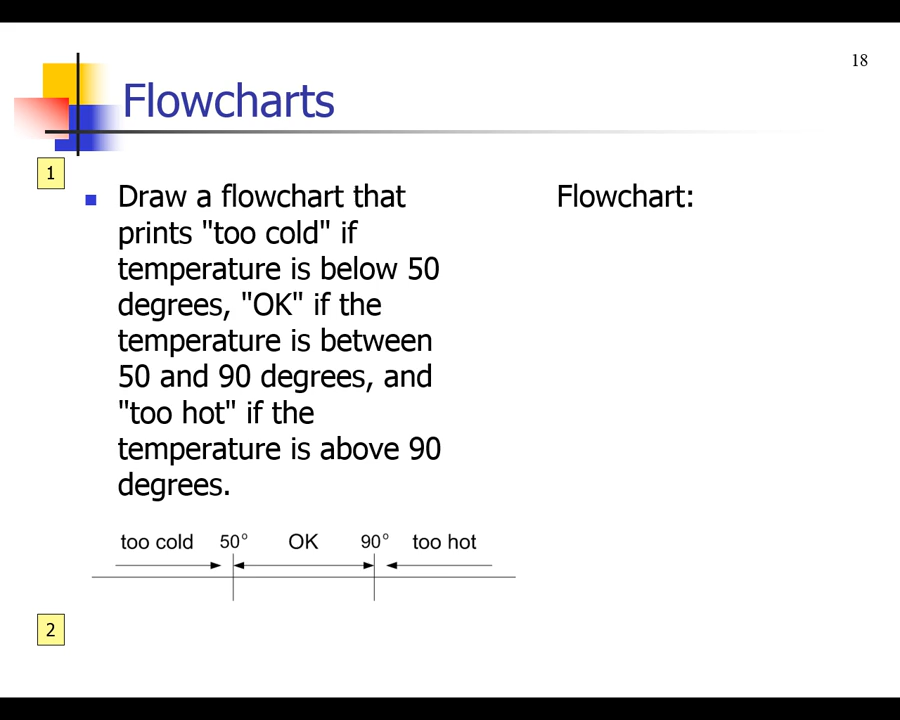 18
Flowcharts
1
Draw a flowchart that
prints "too cold" if
temperature is below 50
degrees, "OK" if the
temperature is between
50 and 90 degrees, and
"too hot" if the
temperature is above 90
degrees.
Flowchart:
too cold 50° OK 90° too hot
2